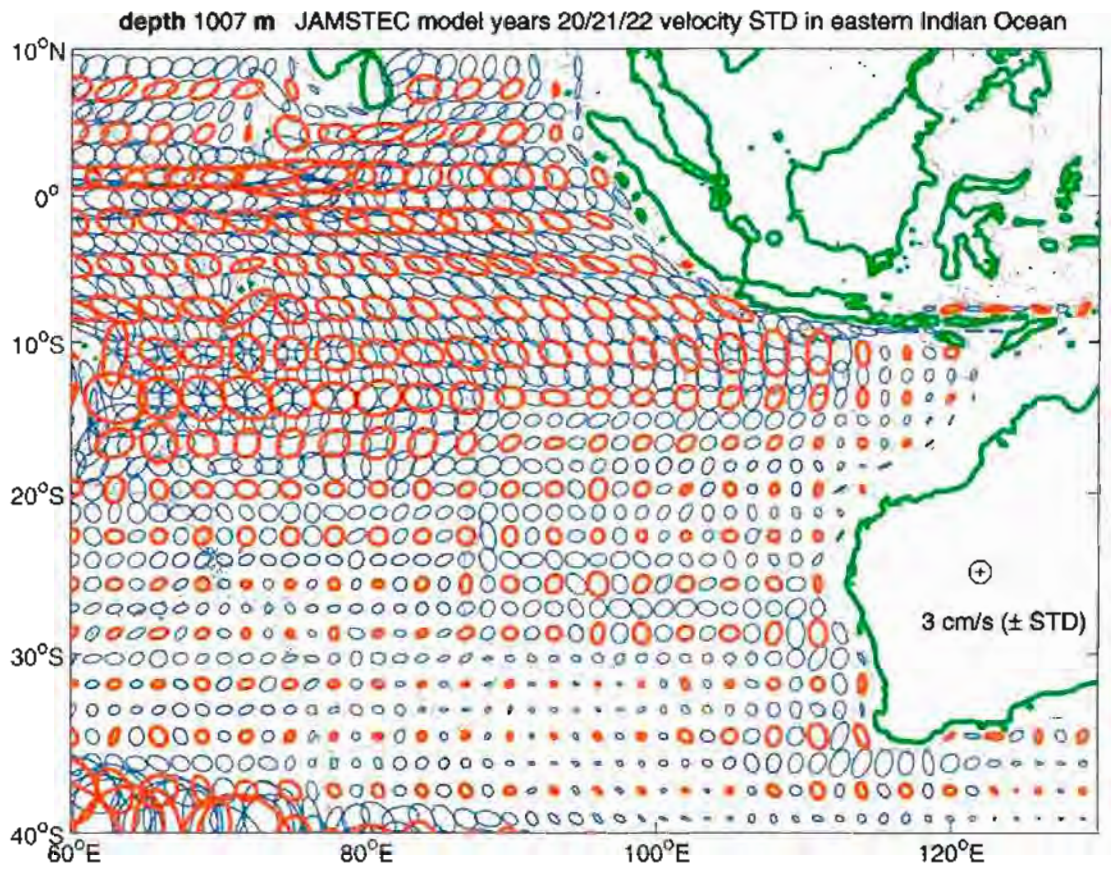 depth 1007 m JAMSTEC model years 20/21/22 velocity STD in eastern Indian Ocean
10°N
0°
10°S
20°S
3 cm/s (± STD)
30°S
40°S
60°E 80°E 100°E 120°E